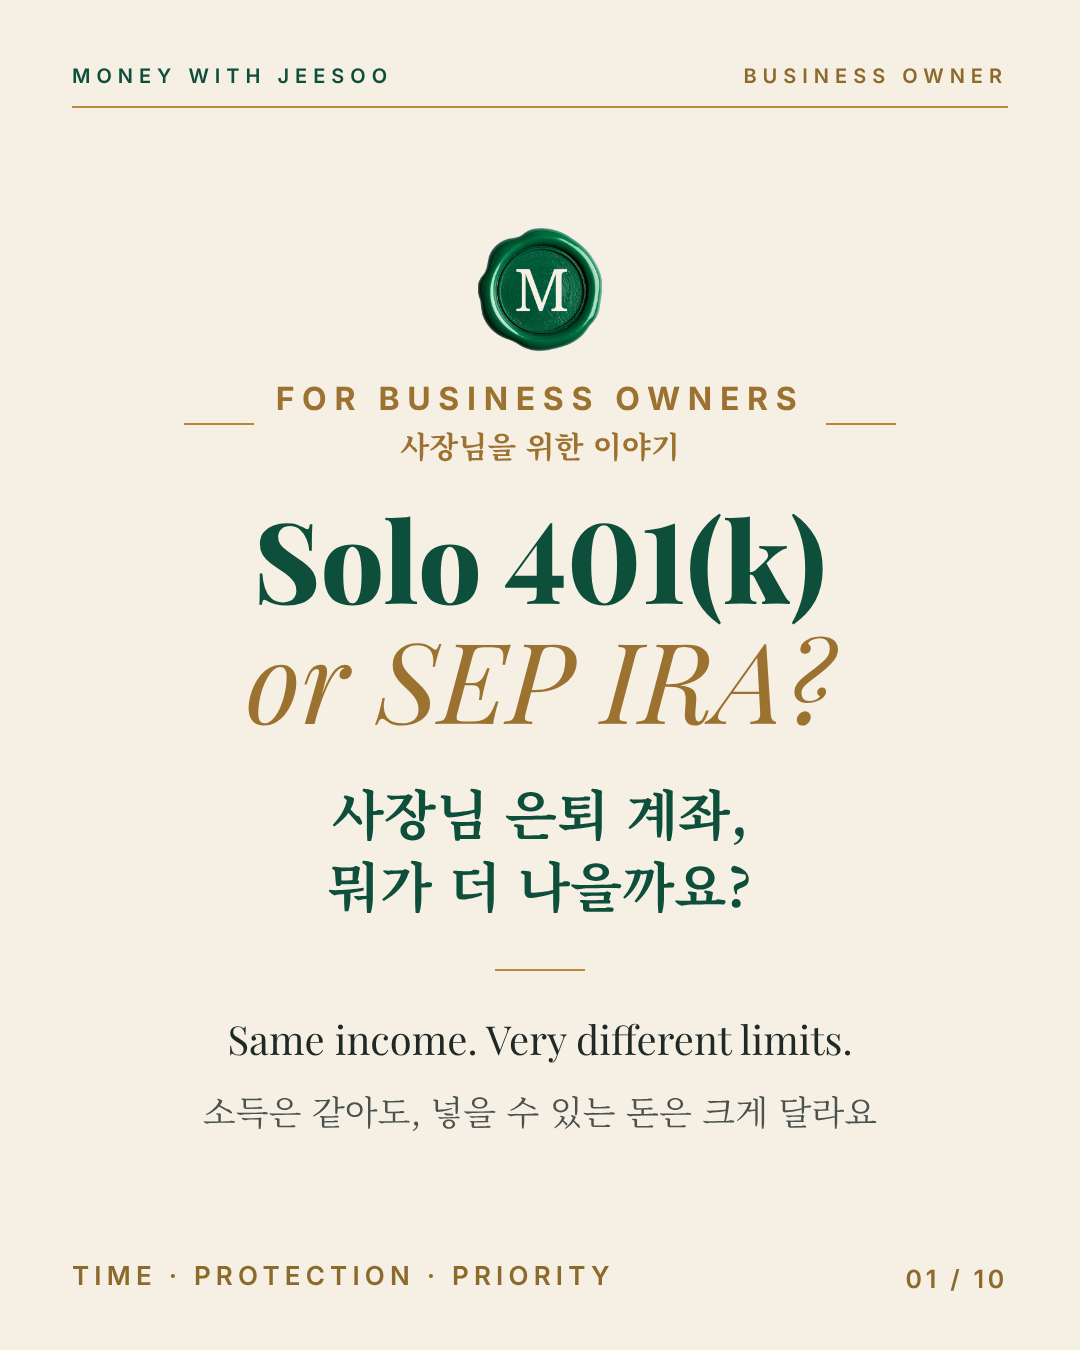 MONEY WITH JEESOO
BUSINESS OWNER
M
FOR BUSINESS OWNERS
사장님을 위한 이야기
Solo 401(k)
or SEP IRA?
사장님 은퇴 계좌,
뭐가 더 나을까요?
Same income. Very different limits.
소득은 같아도, 넣을 수 있는 돈은 크게 달라요
TIME · PROTECTION · PRIORITY
01 / 10